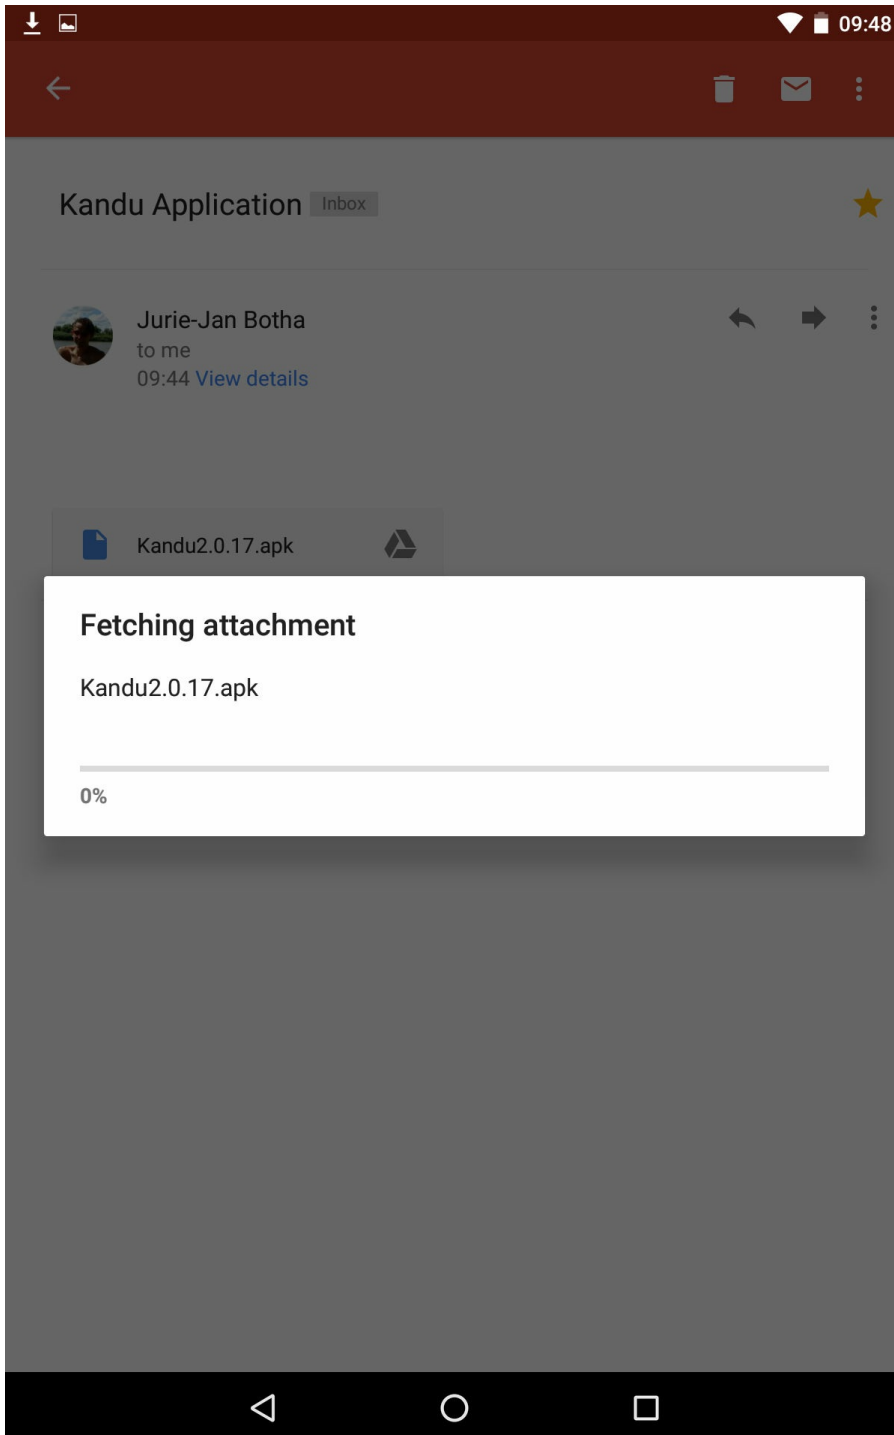 09:48
Kandu Application Inbox
Jurie-Jan Botha
to me
09:44 View details
Kandu2.0.17.apk
Fetching attachment
Kandu2.0.17.apk
0%